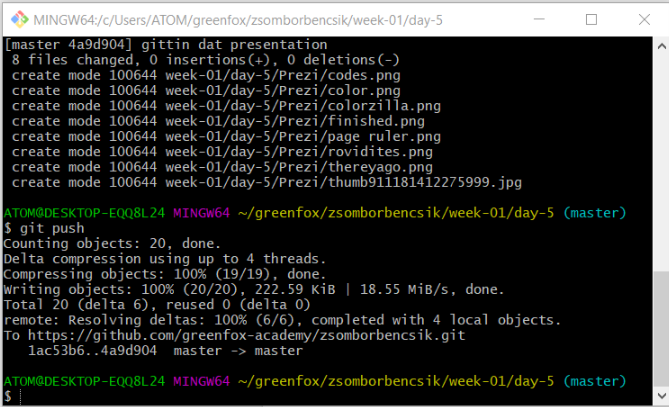 MINGW64:/c/Users/ATOM/greenfox/zsomborbencsik/week-01/day-5
[master 4a9d904] gittin dat presentation
 8 files changed, 0 insertions(+), 0 deletions(-)
 create mode 100644 week-01/day-5/Prezi/codes.png
 create mode 100644 week-01/day-5/Prezi/color.png
 create mode 100644 week-01/day-5/Prezi/colorzilla.png
 create mode 100644 week-01/day-5/Prezi/finished.png
 create mode 100644 week-01/day-5/Prezi/page ruler.png
 create mode 100644 week-01/day-5/Prezi/rovidites.png
 create mode 100644 week-01/day-5/Prezi/thereyago.png
 create mode 100644 week-01/day-5/Prezi/thumb911181412275999.jpg
ATOM@DESKTOP-EQQ8L24 MINGW64 ~/greenfox/zsomborbencsik/week-01/day-5 (master)
$ git push
Counting objects: 20, done.
Delta compression using up to 4 threads.
Compressing objects: 100% (19/19), done.
Writing objects: 100% (20/20), 222.59 KiB | 18.55 MiB/s, done.
Total 20 (delta 6), reused 0 (delta 0)
remote: Resolving deltas: 100% (6/6), completed with 4 local objects.
To https://github.com/greenfox-academy/zsomborbencsik.git
   1ac53b6..4a9d904  master -> master
ATOM@DESKTOP-EQQ8L24 MINGW64 ~/greenfox/zsomborbencsik/week-01/day-5 (master)
$